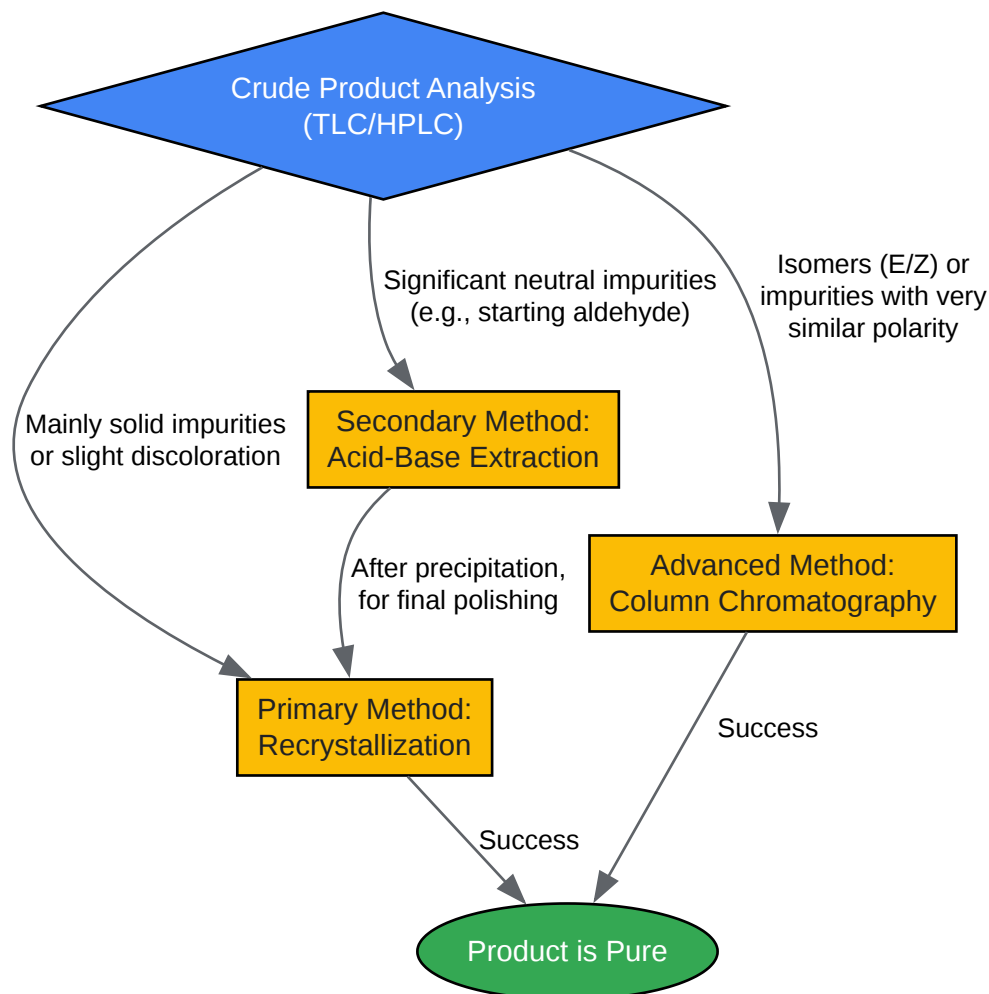 Crude Product Analysis
(TLC/HPLC)
Significant neutral impurities
(e.g., starting aldehyde)
Isomers (E/Z) or
impurities with very
similar polarity
Mainly solid impurities
or slight discoloration
Secondary Method:
Acid-Base Extraction
After precipitation,
for final polishing
Advanced Method:
Column Chromatography
Primary Method:
Recrystallization
Success
Success
Product is Pure